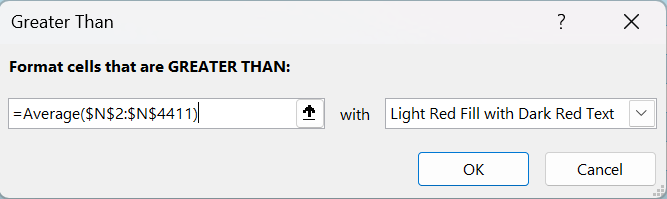 Greater Than ?
Format cells that are GREATER THAN:
=Average($N$2:$N$4411) with Light Red Fill with Dark Red Text
OK Cancel